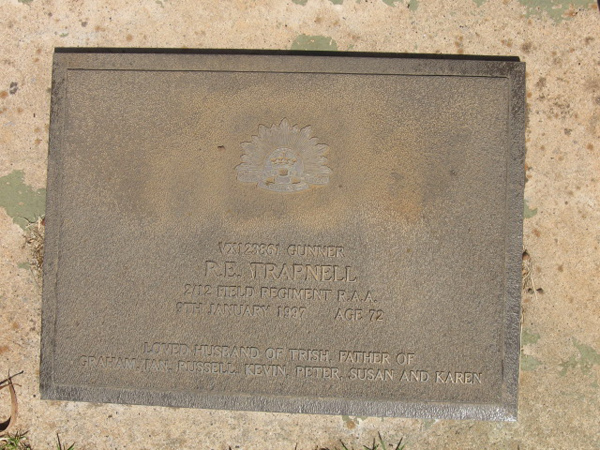 GUNNER
R.E. TRAPNELL
2/12 FIELD REGIMENT R.A.A.
9TH JANUARY 1997 AGE 72
LOVED HUSBAND OF TRISH, FATHER OF
GRAHAM, IAN, RUSSELL, KEVIN, PETER, SUSAN AND KAREN